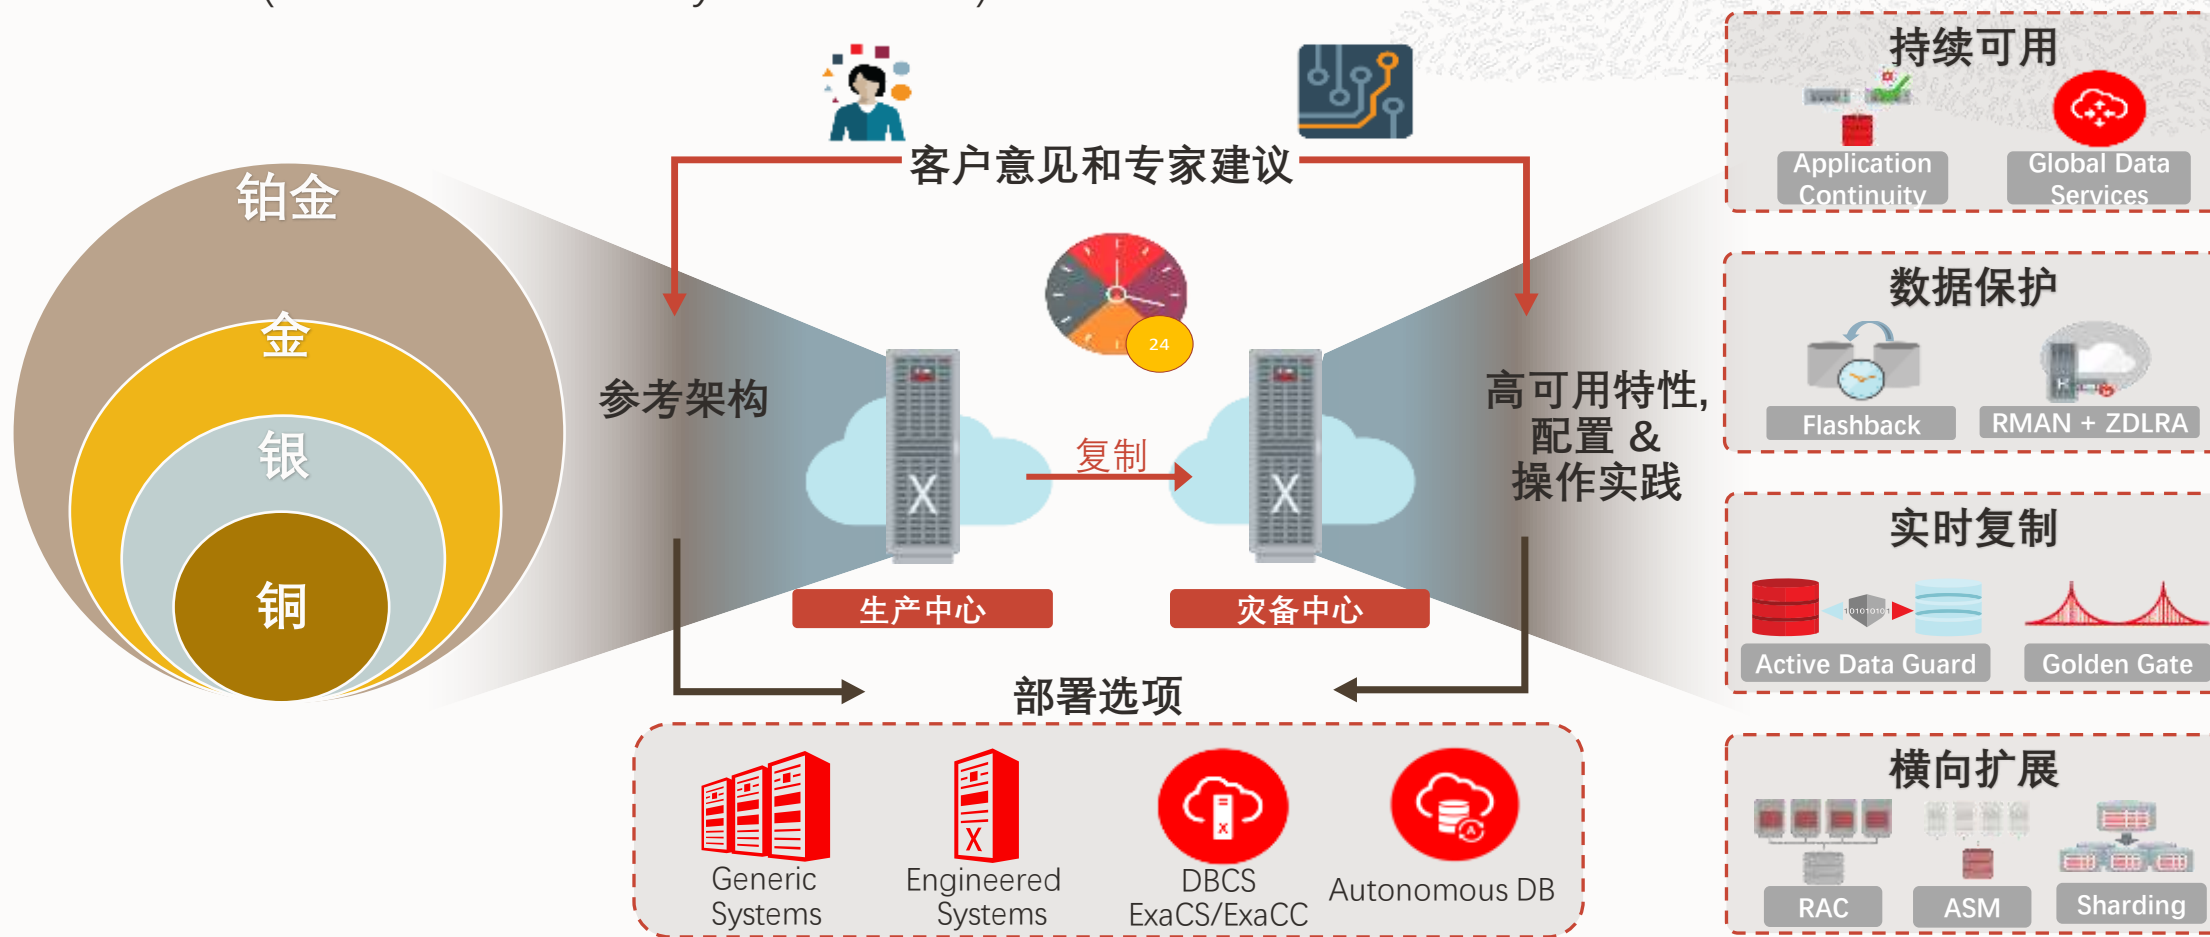 铂金
金
银
铜
客户意见和专家建议
24
参考架构
复制
高可用特性,
配置 &
操作实践
X
X
生产中心
灾备中心
部署选项
X
Generic
Systems
Engineered
Systems
X
DBCS
ExaCS/ExaCC
A
Autonomous DB
持续可用
Application
Continuity
Global Data
Services
数据保护
Flashback
RMAN + ZDLRA
实时复制
Active Data Guard
Golden Gate
横向扩展
RAC
ASM
Sharding